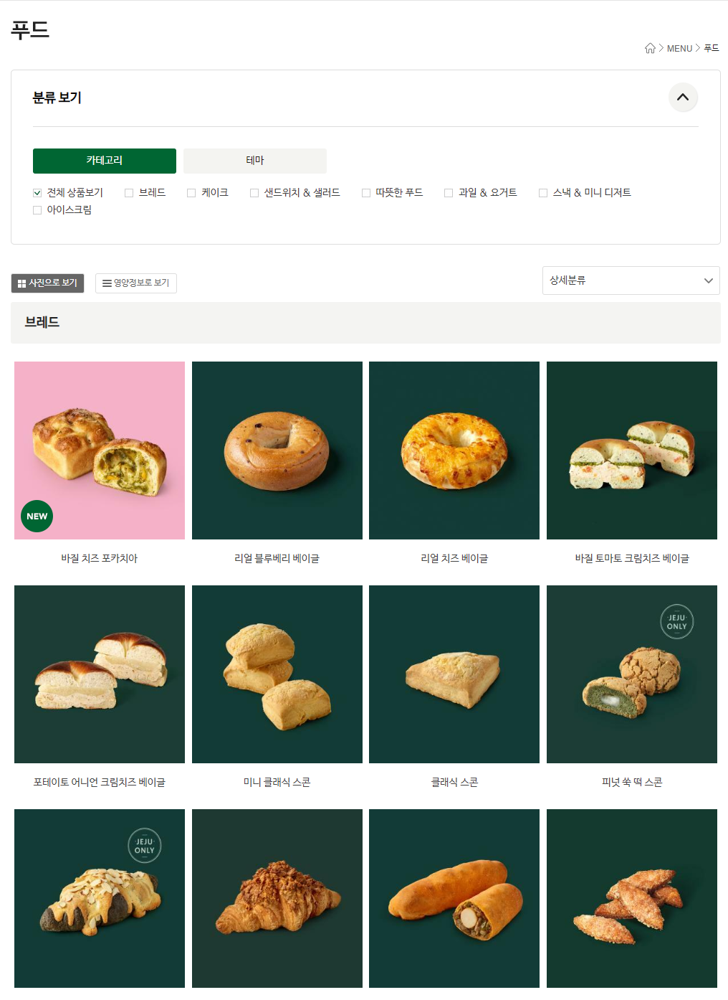 푸드
MENU 푸드
분류 보기
카테고리 테마
전체 상품보기 브레드 케이크 샌드위치 & 샐러드 따뜻한 푸드 과일 & 요거트 스낵 & 미니 디저트
아이스크림
사진으로 보기 영양정보로 보기 상세분류
브레드
NEW
바질 치즈 포카치아 리얼 블루베리 베이글 리얼 치즈 베이글 바질 토마토 크림치즈 베이글
JEJU
ONLY
포테이토 어니언 크림치즈 베이글 미니 클래식 스콘 클래식 스콘 피넛 쑥 떡 스콘
JEJU
ONLY